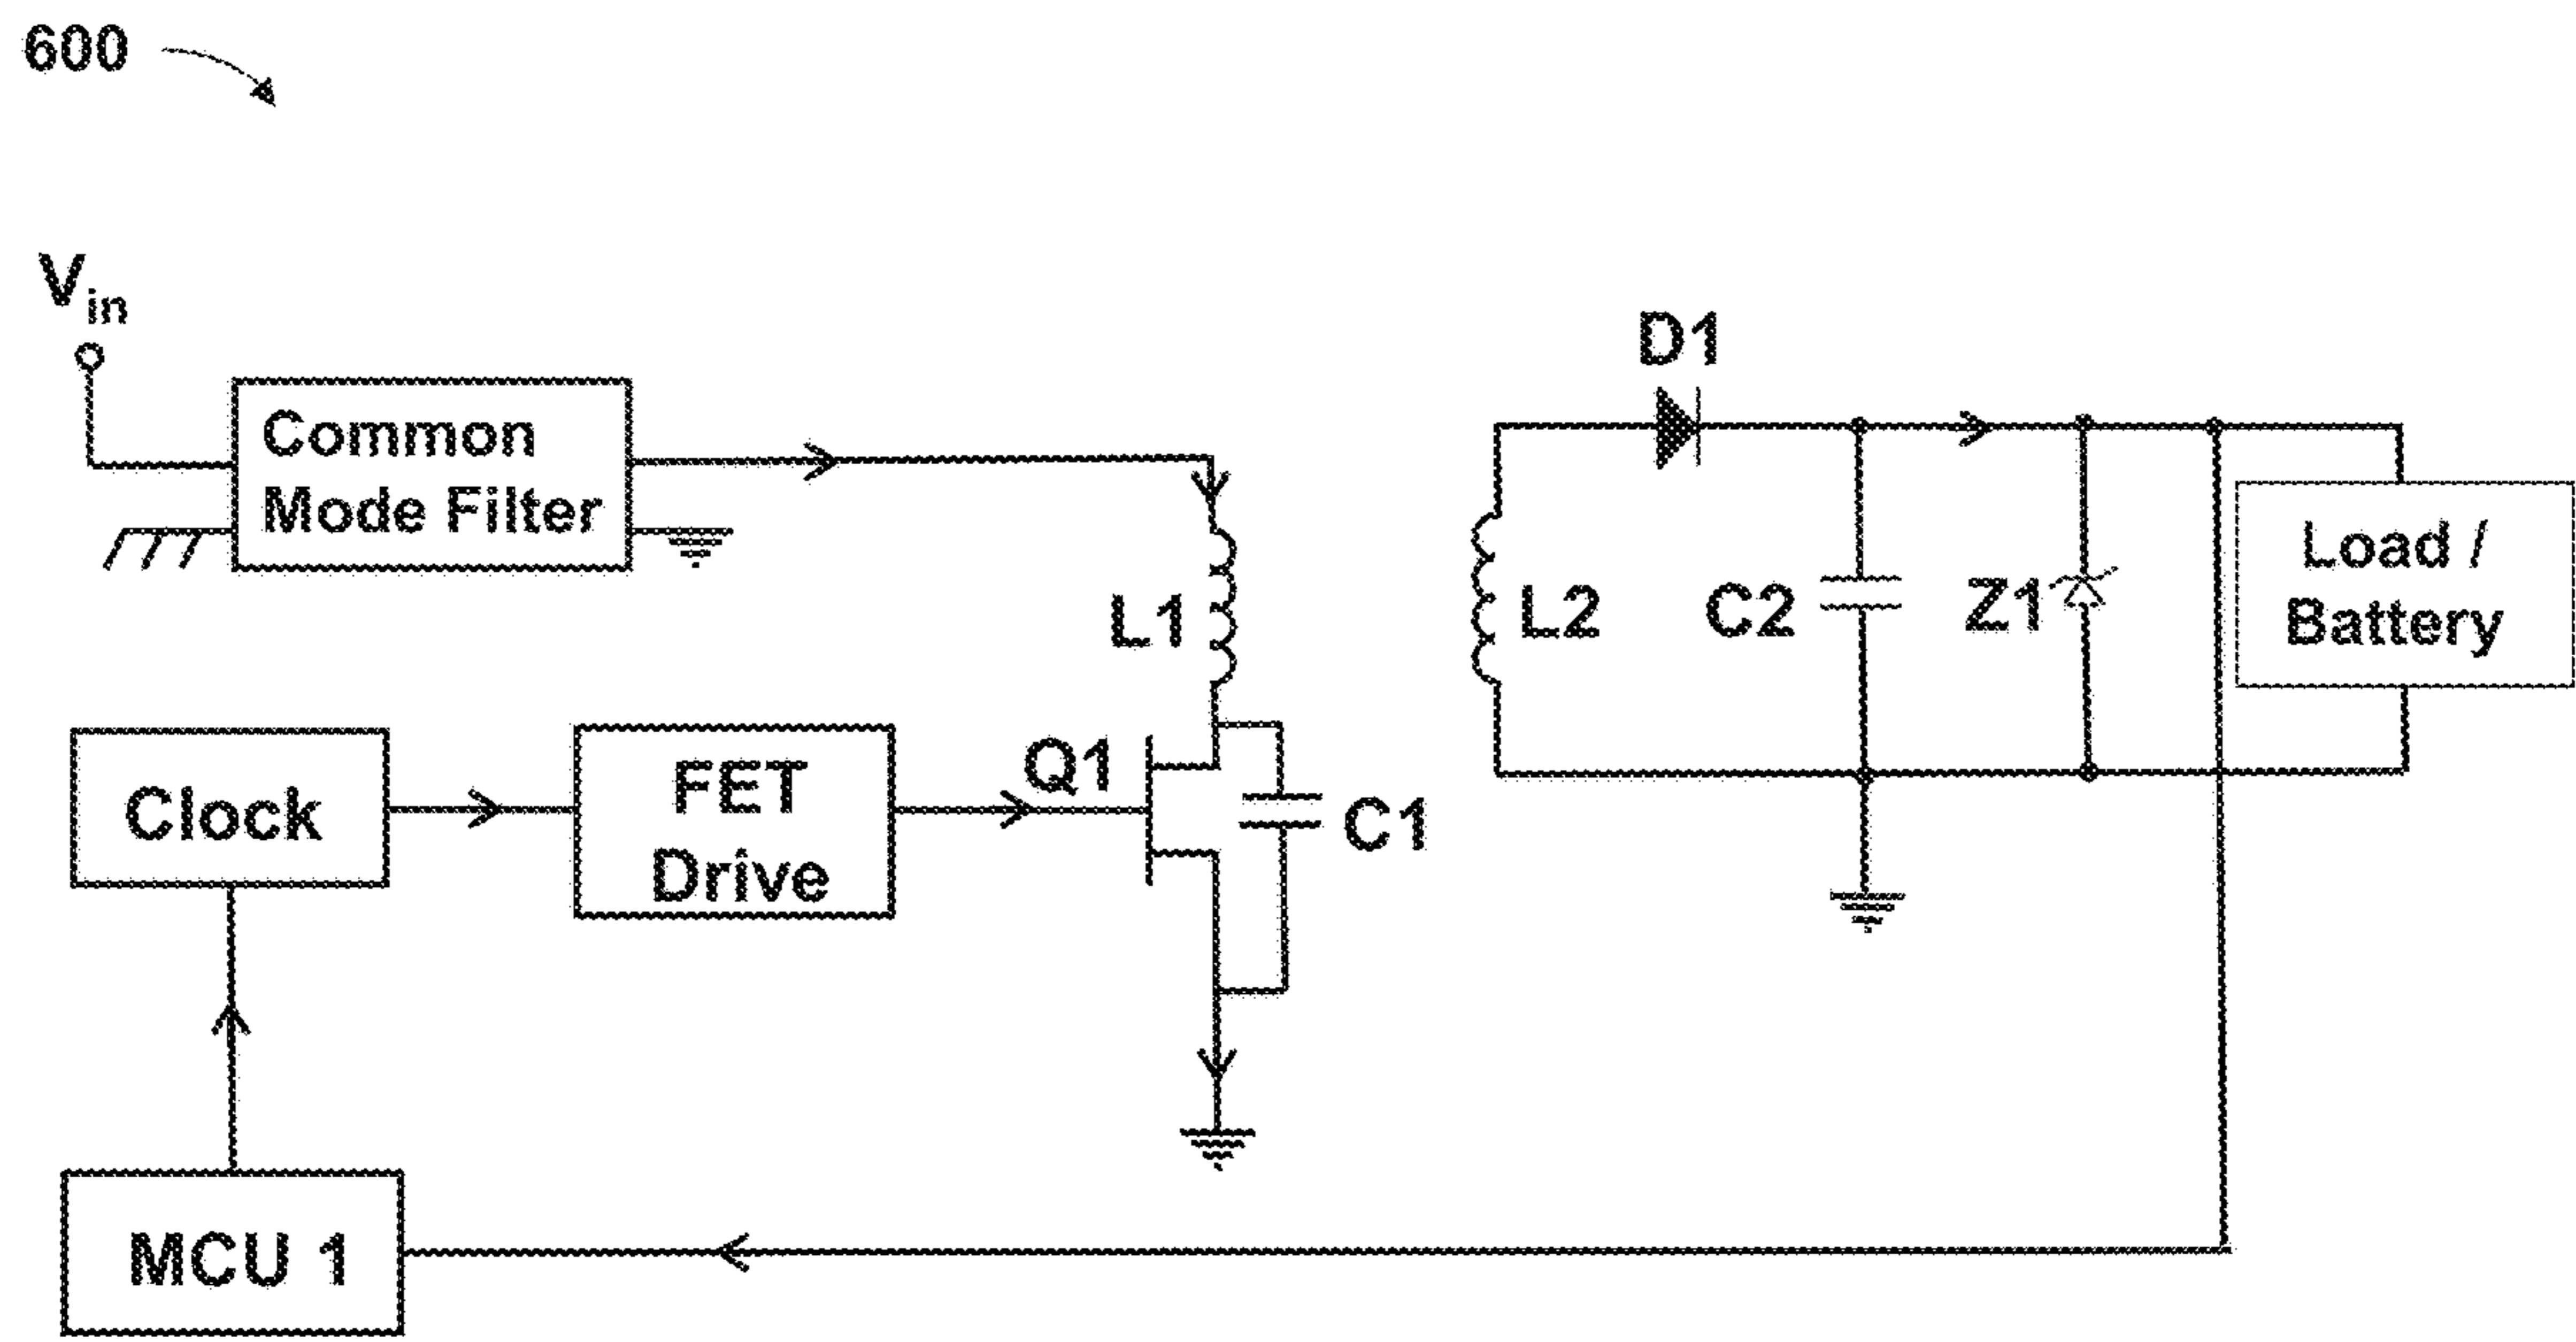 600
Vin
Common
Mode Filter
D1
L1
L2
C2
Z1
Load /
Battery
Clock
FET
Drive
Q1
C1
MCU 1